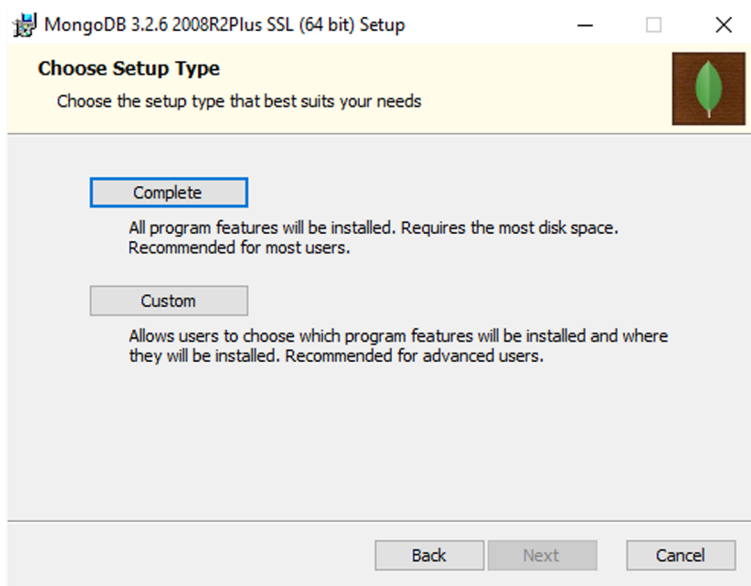 MongoDB 3.2.6 2008R2Plus SSL (64 bit) Setup
Choose Setup Type
Choose the setup type that best suits your needs
Complete
All program features will be installed. Requires the most disk space.
Recommended for most users.
Custom
Allows users to choose which program features will be installed and where
they will be installed. Recommended for advanced users.
Back
Next
Cancel